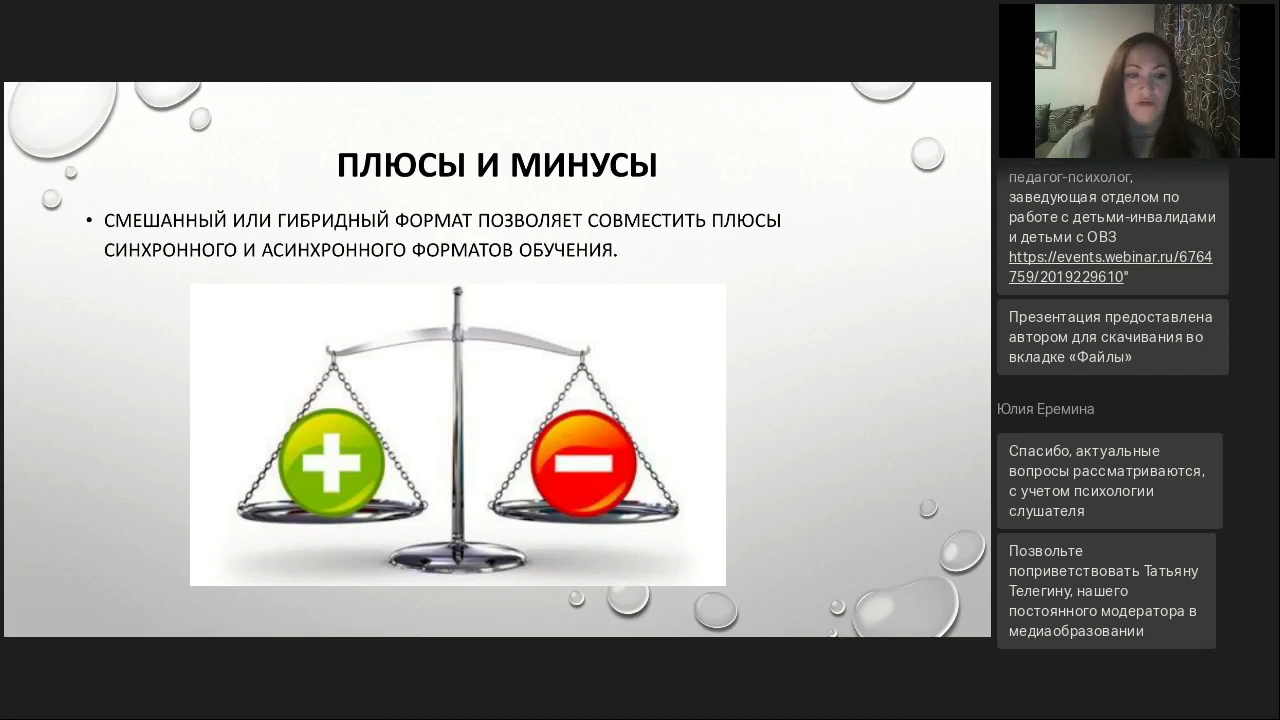 ПЛЮСЫ И МИНУСЫ
• СМЕШАННЫЙ ИЛИ ГИБРИДНЫЙ ФОРМАТ ПОЗВОЛЯЕТ СОВМЕСТИТЬ ПЛЮСЫ
СИНХРОННОГО И АСИНХРОННОГО ФОРМАТОВ ОБУЧЕНИЯ.
педагог-психолог,
заведующая отделом по
работе с детьми-инвалидами
и детьми с ОВЗ
https://events.webinar.ru/6764
759/2019229610"
Презентация предоставлена
автором для скачивания во
вкладке «Файлы»
Юлия Еремина
Спасибо, актуальные
вопросы рассматриваются,
с учетом психологии
слушателя
Позвольте
поприветствовать Татьяну
Телегину, нашего
постоянного модератора в
медиаобразовании